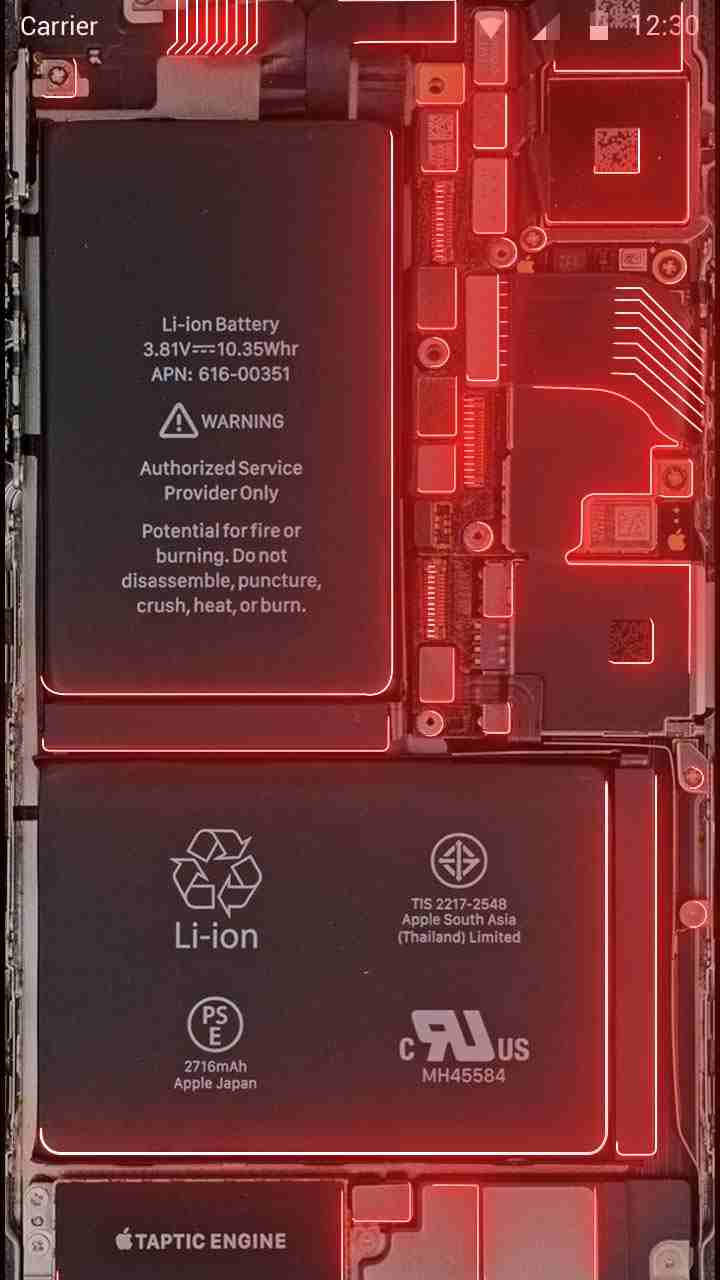 Carrier 12:30
Li-ion Battery
3.81V⎓10.35Whr
APN: 616-00351
WARNING
Authorized Service
Provider Only
Potential for fire or
burning. Do not
disassemble, puncture,
crush, heat, or burn.
Li-ion
TIS 2217-2548
Apple South Asia
(Thailand) Limited
PS
E
2716mAh
Apple Japan
c RU US
MH45584
TAPTIC ENGINE